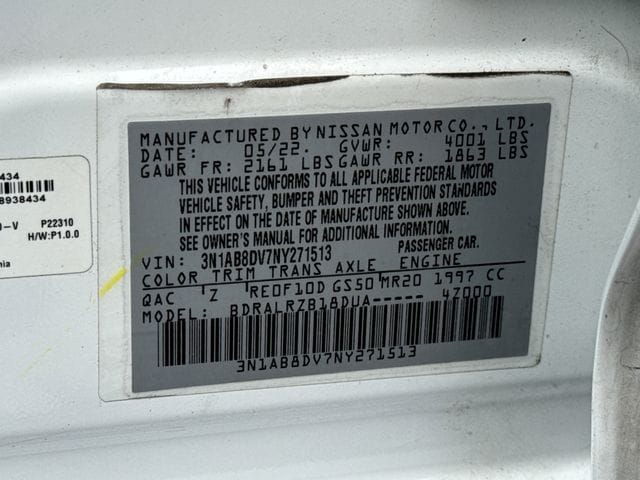 434
8938434
0-V P22310
H/W:P1.0.0
nia
MANUFACTURED BY NISSAN MOTOR CO., LTD.
DATE: 05/22. GVWR: 4001 LBS
GAWR FR: 2161 LBS GAWR RR: 1863 LBS
THIS VEHICLE CONFORMS TO ALL APPLICABLE FEDERAL MOTOR
VEHICLE SAFETY, BUMPER AND THEFT PREVENTION STANDARDS
IN EFFECT ON THE DATE OF MANUFACTURE SHOWN ABOVE.
SEE OWNER'S MANUAL FOR ADDITIONAL INFORMATION.
VIN: 3N1AB8DV7NY271513 PASSENGER CAR.
COLOR TRIM TRANS AXLE ENGINE
QAC Z RE0F10D GS50 MR20 1997 CC
MODEL: BDRALRZB18DUA----- 4Z000
3N1AB8DV7NY271513